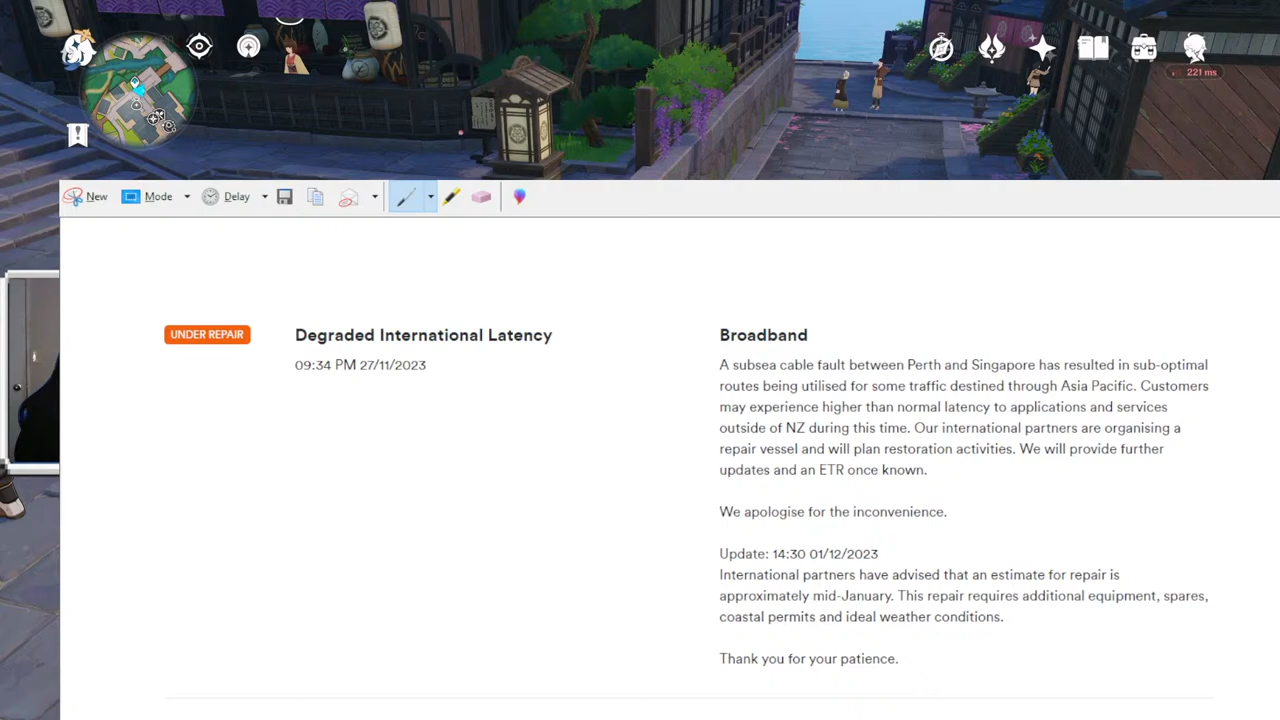 221 ms
New
Mode
Delay
UNDER REPAIR
Degraded International Latency
09:34 PM 27/11/2023
Broadband
A subsea cable fault between Perth and Singapore has resulted in sub-optimal
routes being utilised for some traffic destined through Asia Pacific. Customers
may experience higher than normal latency to applications and services
outside of NZ during this time. Our international partners are organising a
repair vessel and will plan restoration activities. We will provide further
updates and an ETR once known.
We apologise for the inconvenience.
Update: 14:30 01/12/2023
International partners have advised that an estimate for repair is
approximately mid-January. This repair requires additional equipment, spares,
coastal permits and ideal weather conditions.
Thank you for your patience.